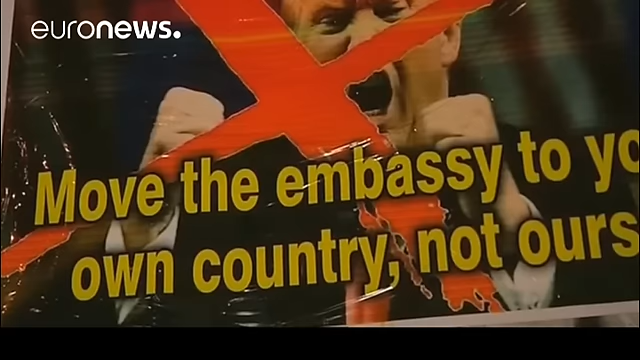 euronews.
Move the embassy to yo
own country, not ours